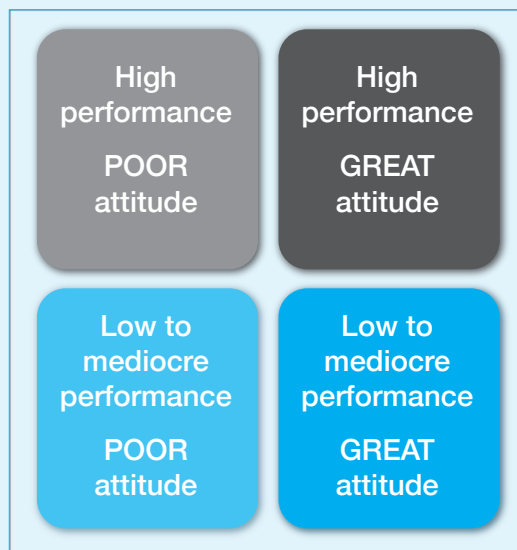 High
performance
POOR
attitude
High
performance
GREAT
attitude
Low to
mediocre
performance
POOR
attitude
Low to
mediocre
performance
GREAT
attitude